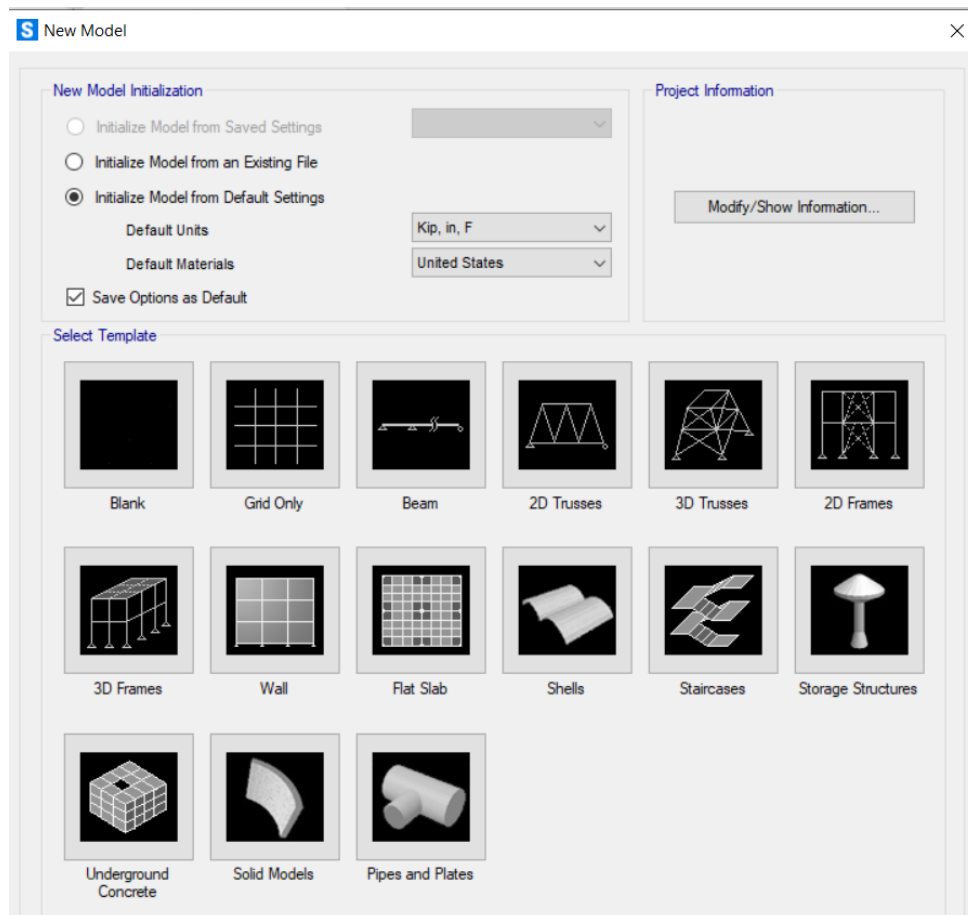 S New Model
New Model Initialization
Project Information
Initialize Model from Saved Settings
Initialize Model from an Existing File
Initialize Model from Default Settings
Modify/Show Information...
Default Units
Kip, in, F
Default Materials
United States
Save Options as Default
Select Template
Blank
Grid Only
Beam
2D Trusses
3D Trusses
2D Frames
3D Frames
Wall
Flat Slab
Shells
Staircases
Storage Structures
Underground
Concrete
Solid Models
Pipes and Plates